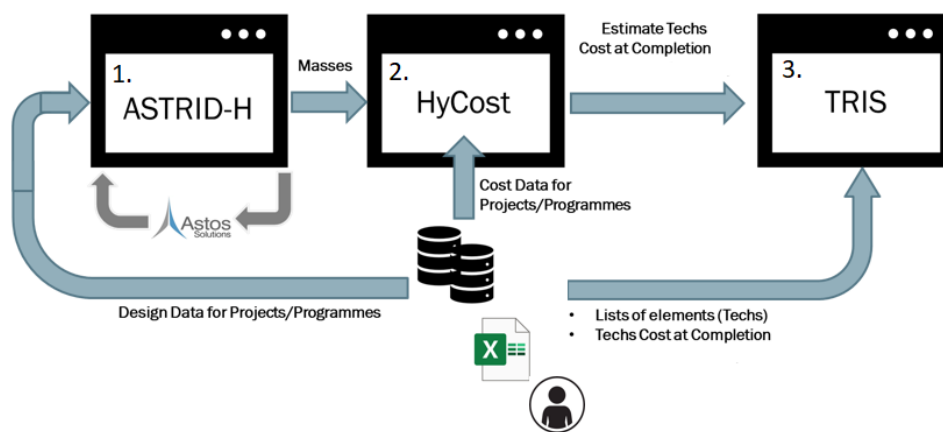 1.
ASTRID-H
Masses
2.
HyCost
Estimate Techs
Cost at Completion
3.
TRIS
Astos
Solutions
Cost Data for
Projects/Programmes
Design Data for Projects/Programmes
• Lists of elements (Techs)
• Techs Cost at Completion
X